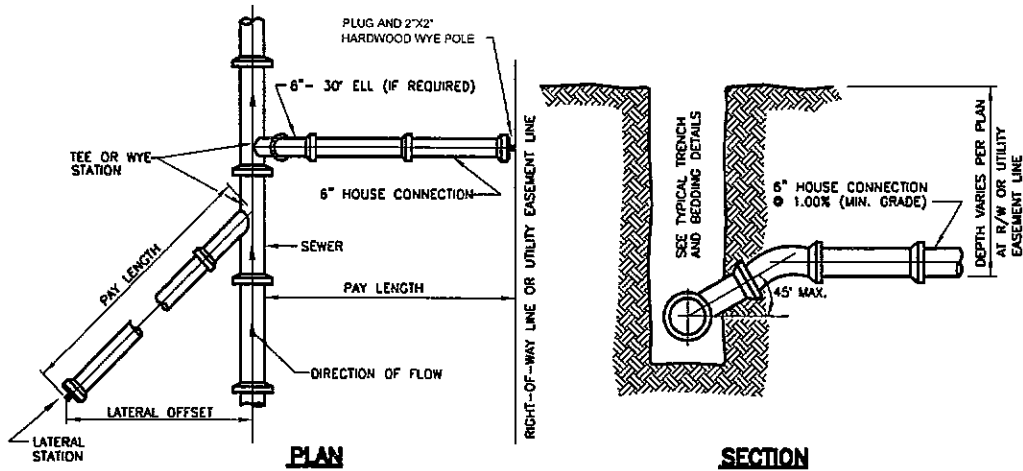 PLUG AND 2"X2"
HARDWOOD WYE POLE
6"- 30° ELL (IF REQUIRED)
TEE OR WYE
STATION
6" HOUSE CONNECTION
SEWER
PAY LENGTH
PAY LENGTH
DIRECTION OF FLOW
LATERAL OFFSET
LATERAL
STATION
RIGHT-OF-WAY LINE OR UTILITY EASEMENT LINE
PLAN
SEE TYPICAL TRENCH
AND BEDDING DETAILS
6" HOUSE CONNECTION
@ 1.00% (MIN. GRADE)
45° MAX.
DEPTH VARIES PER PLAN
AT R/W OR UTILITY
EASEMENT LINE
SECTION